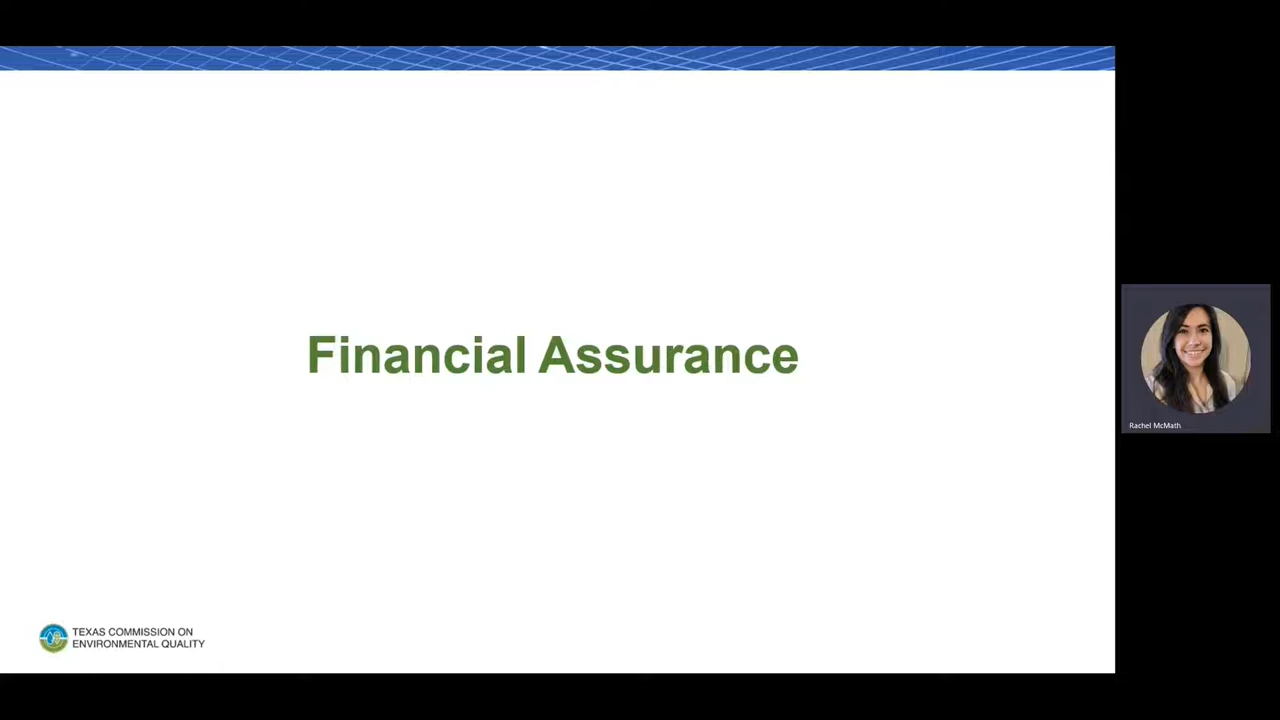 Financial Assurance
Rachel McMath
TEXAS COMMISSION ON
ENVIRONMENTAL QUALITY